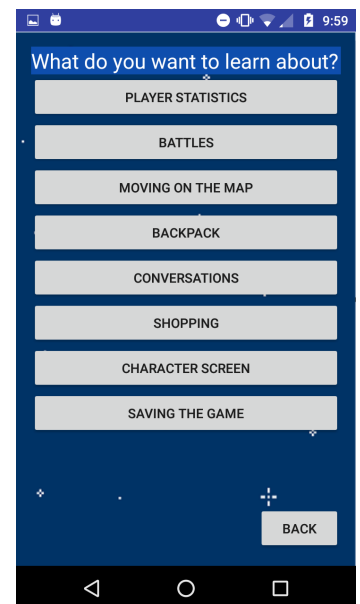 9:59
What do you want to learn about?
PLAYER STATISTICS
BATTLES
MOVING ON THE MAP
BACKPACK
CONVERSATIONS
SHOPPING
CHARACTER SCREEN
SAVING THE GAME
BACK